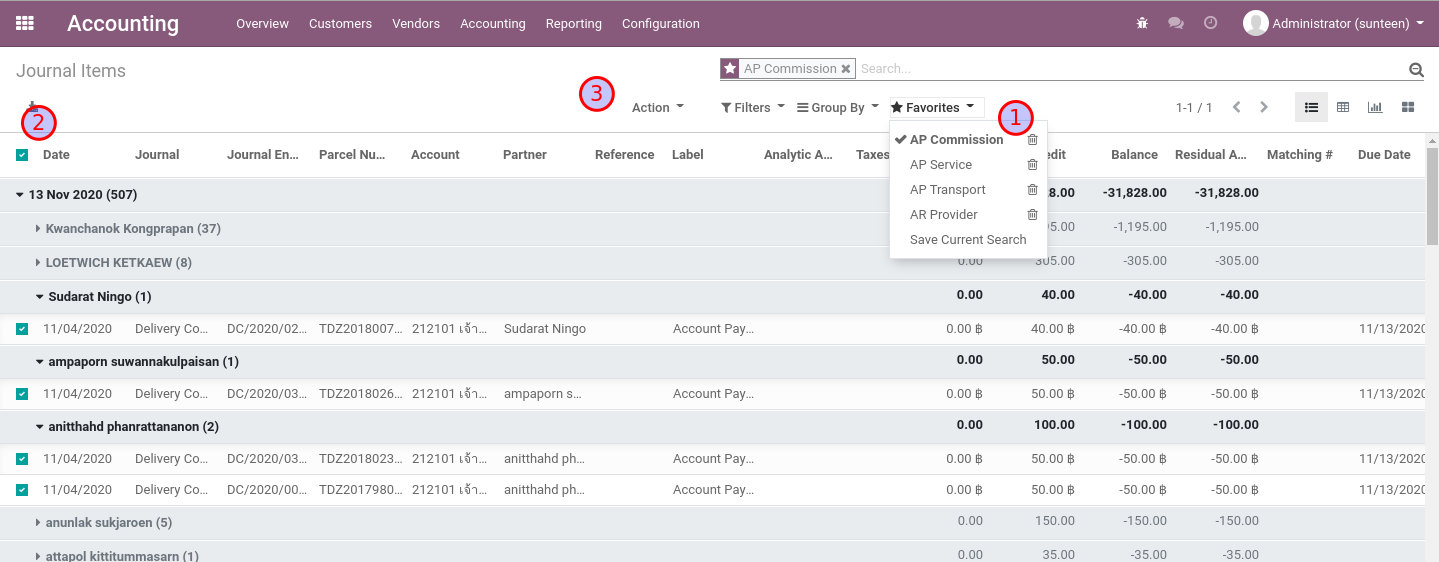 Accounting Overview Customers Vendors Accounting Reporting Configuration Administrator (sunteen)
Journal Items AP Commission Search...
3 Action Filters Group By Favorites 1-1 / 1
2 1
Date Journal Journal En... Parcel Nu... Account Partner Reference Label Analytic A... Taxes edit Balance Residual A... Matching # Due Date
AP Commission
AP Service
AP Transport
AR Provider
Save Current Search
13 Nov 2020 (507) 8.00 -31,828.00 -31,828.00
Kwanchanok Kongprapan (37) 95.00 -1,195.00 -1,195.00
LOETWICH KETKAEW (8) 0.00 305.00 -305.00 -305.00
Sudarat Ningo (1) 0.00 40.00 -40.00 -40.00
11/04/2020 Delivery Co... DC/2020/02... TDZ2018007... 212101 เจ้า... Sudarat Ningo Account Pay... 0.00 ฿ 40.00 ฿ -40.00 ฿ -40.00 ฿ 11/13/2020
ampaporn suwannakulpaisan (1) 0.00 50.00 -50.00 -50.00
11/04/2020 Delivery Co... DC/2020/03... TDZ2018026... 212101 เจ้า... ampaporn s... Account Pay... 0.00 ฿ 50.00 ฿ -50.00 ฿ -50.00 ฿ 11/13/2020
anitthahd phanrattananon (2) 0.00 100.00 -100.00 -100.00
11/04/2020 Delivery Co... DC/2020/03... TDZ2018023... 212101 เจ้า... anitthahd ph... Account Pay... 0.00 ฿ 50.00 ฿ -50.00 ฿ -50.00 ฿ 11/13/2020
11/04/2020 Delivery Co... DC/2020/00... TDZ2017980... 212101 เจ้า... anitthahd ph... Account Pay... 0.00 ฿ 50.00 ฿ -50.00 ฿ -50.00 ฿ 11/13/2020
anunlak sukjaroen (5) 0.00 150.00 -150.00 -150.00
attapol kittitummasarn (1) 0.00 35.00 -35.00 -35.00